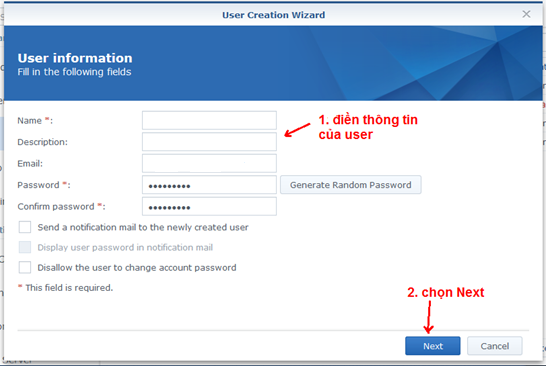 User Creation Wizard
User information
Fill in the following fields
Name *:
1. điền thông tin
của user
Description:
Email:
Password *: ●●●●●●●●● Generate Random Password
Confirm password *: ●●●●●●●●●
Send a notification mail to the newly created user
Display user password in notification mail
Disallow the user to change account password
* This field is required.
2. chọn Next
Next Cancel